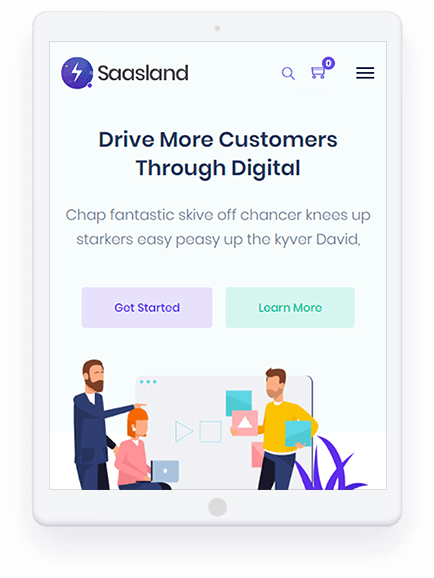 Saasland
0
Drive More Customers
Through Digital
Chap fantastic skive off chancer knees up
starkers easy peasy up the kyver David,
Get Started
Learn More